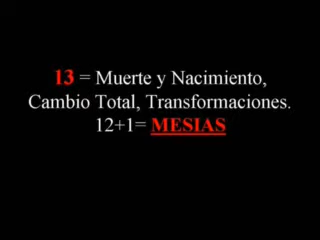 13 = Muerte y Nacimiento,
Cambio Total, Transformaciones.
12+1= MESIAS